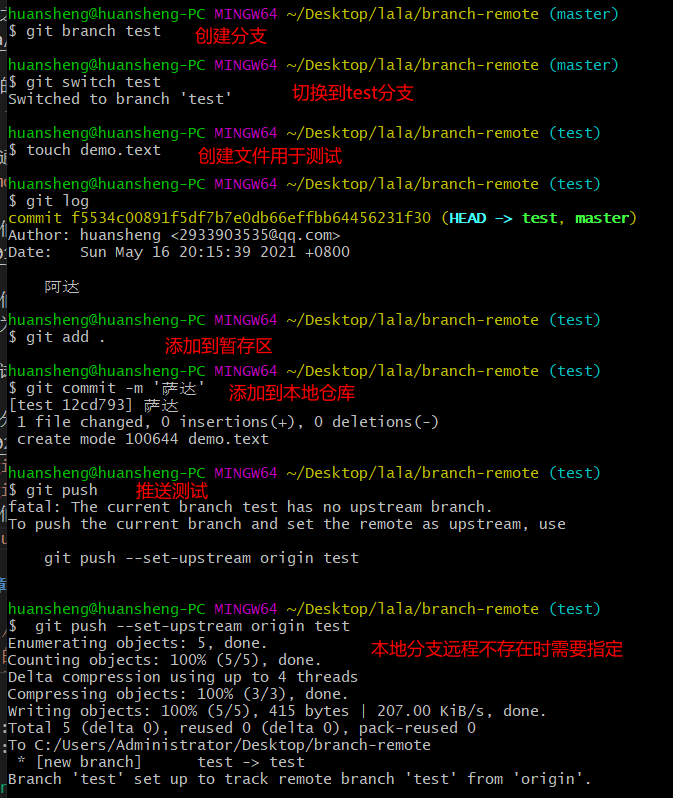 huansheng@huansheng-PC MINGW64 ~/Desktop/lala/branch-remote (master)
$ git branch test 创建分支
huansheng@huansheng-PC MINGW64 ~/Desktop/lala/branch-remote (master)
$ git switch test
Switched to branch 'test' 切换到test分支
huansheng@huansheng-PC MINGW64 ~/Desktop/lala/branch-remote (test)
$ touch demo.text 创建文件用于测试
huansheng@huansheng-PC MINGW64 ~/Desktop/lala/branch-remote (test)
$ git log
commit f5534c00891f5df7b7e0db66effbb64456231f30 (HEAD -> test, master)
Author: huansheng <2933903535@qq.com>
Date:   Sun May 16 20:15:39 2021 +0800
阿达
huansheng@huansheng-PC MINGW64 ~/Desktop/lala/branch-remote (test)
$ git add . 添加到暂存区
huansheng@huansheng-PC MINGW64 ~/Desktop/lala/branch-remote (test)
$ git commit -m '萨达' 添加到本地仓库
[test 12cd793] 萨达
1 file changed, 0 insertions(+), 0 deletions(-)
create mode 100644 demo.text
huansheng@huansheng-PC MINGW64 ~/Desktop/lala/branch-remote (test)
$ git push 推送测试
fatal: The current branch test has no upstream branch.
To push the current branch and set the remote as upstream, use
git push --set-upstream origin test
huansheng@huansheng-PC MINGW64 ~/Desktop/lala/branch-remote (test)
$  git push --set-upstream origin test
Enumerating objects: 5, done. 本地分支远程不存在时需要指定
Counting objects: 100% (5/5), done.
Delta compression using up to 4 threads
Compressing objects: 100% (3/3), done.
Writing objects: 100% (5/5), 415 bytes | 207.00 KiB/s, done.
Total 5 (delta 0), reused 0 (delta 0), pack-reused 0
To C:/Users/Administrator/Desktop/branch-remote
* [new branch]      test -> test
Branch 'test' set up to track remote branch 'test' from 'origin'.